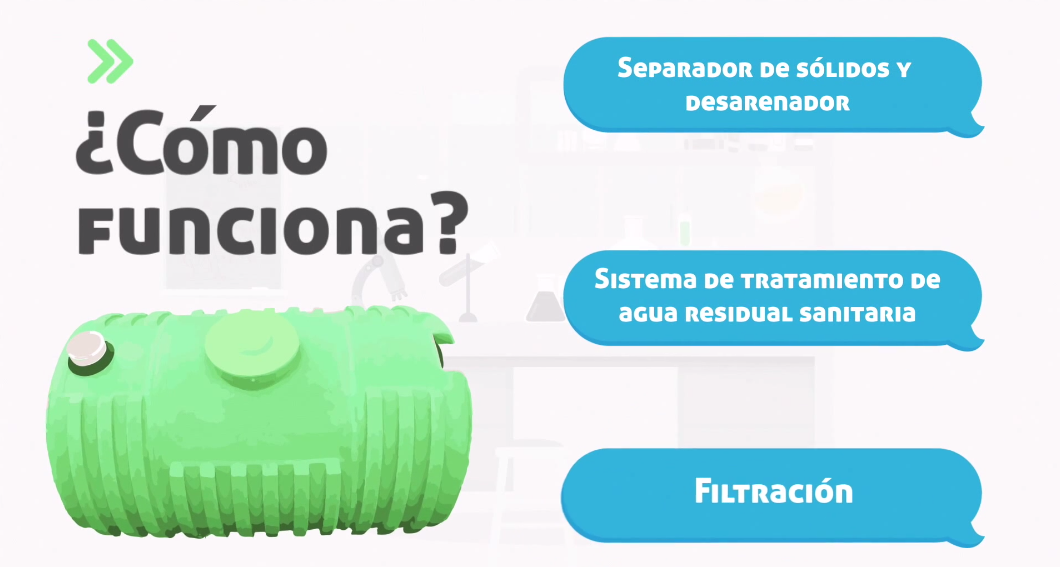 ¿Cómo
funciona?
Separador de sólidos y
desarenador
Sistema de tratamiento de
agua residual sanitaria
Filtración